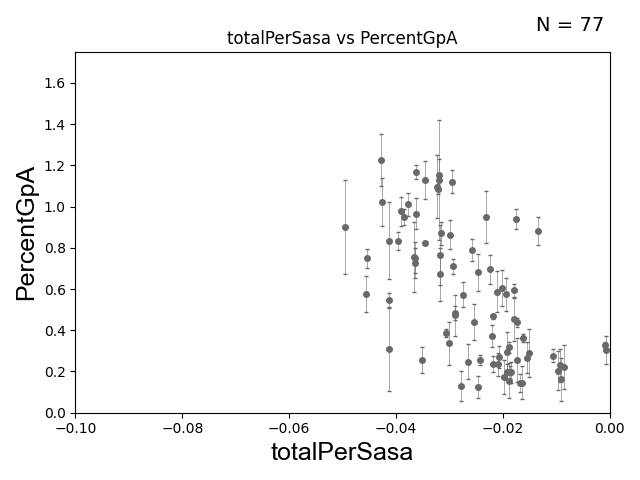 N = 77
totalPerSasa vs PercentGpA
1.6
1.4
1.2
1.0
0.8
0.6
0.4
0.2
0.0
PercentGpA
−0.10 −0.08 −0.06 −0.04 −0.02 0.00
totalPerSasa